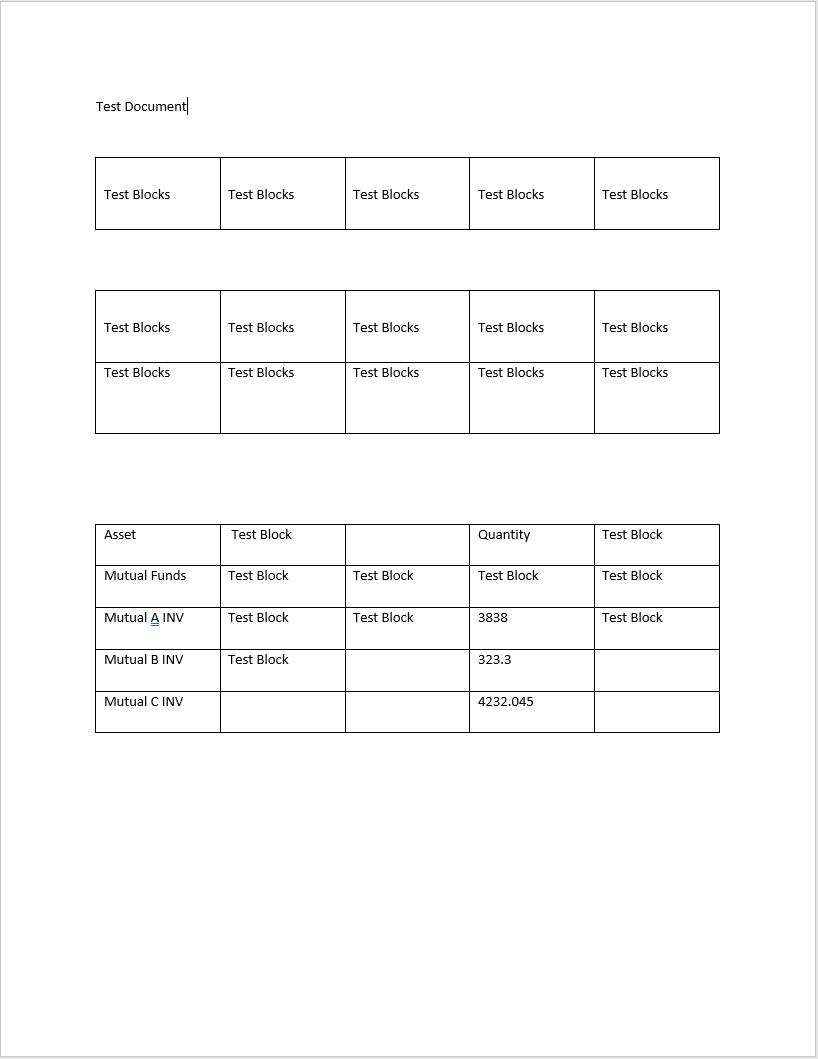 Test Document
Test Blocks Test Blocks Test Blocks Test Blocks Test Blocks
Test Blocks Test Blocks Test Blocks Test Blocks Test Blocks
Test Blocks Test Blocks Test Blocks Test Blocks Test Blocks
Asset Test Block Quantity Test Block
Mutual Funds Test Block Test Block Test Block Test Block
Mutual A INV Test Block Test Block 3838 Test Block
Mutual B INV Test Block 323.3
Mutual C INV 4232.045